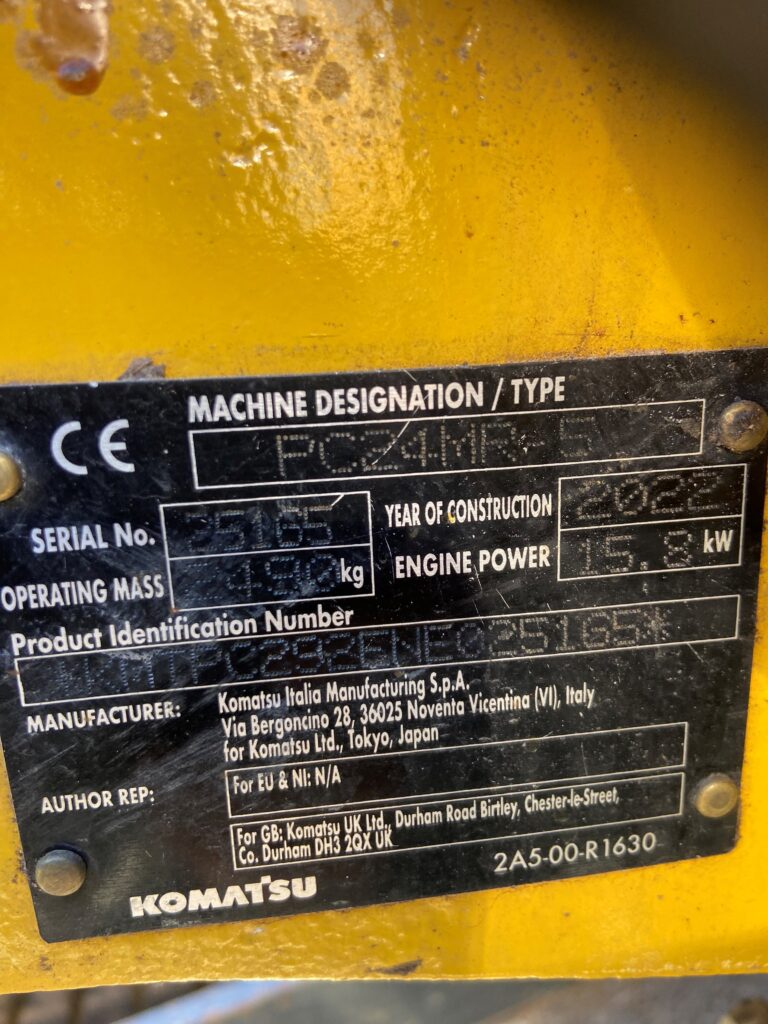 CE
MACHINE DESIGNATION / TYPE
PC24MR-5
SERIAL No. 25165
YEAR OF CONSTRUCTION 2022
OPERATING MASS kg
ENGINE POWER 15.8 kW
Product Identification Number
MANUFACTURER: Komatsu Italia Manufacturing S.p.A.
Via Bergoncino 28, 36025 Noventa Vicentina (VI), Italy
for Komatsu Ltd., Tokyo, Japan
AUTHOR REP: For EU & NI: N/A
For GB: Komatsu UK Ltd., Durham Road Birtley, Chester-le-Street,
Co. Durham DH3 2QX UK
2A5-00-R1630
KOMATSU